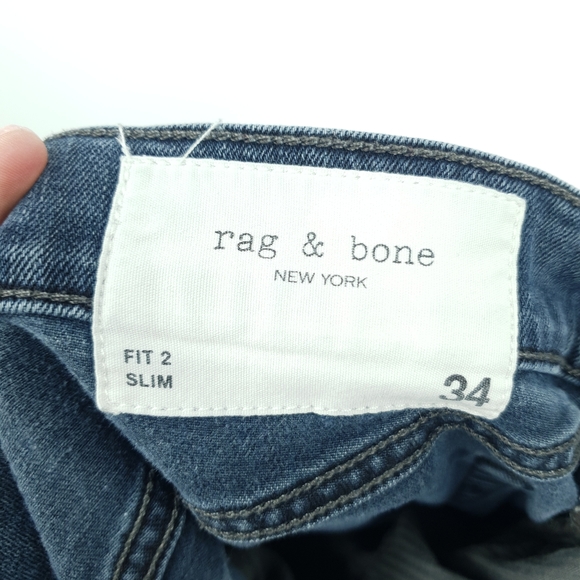 rag & bone
NEW YORK
FIT 2
SLIM
34